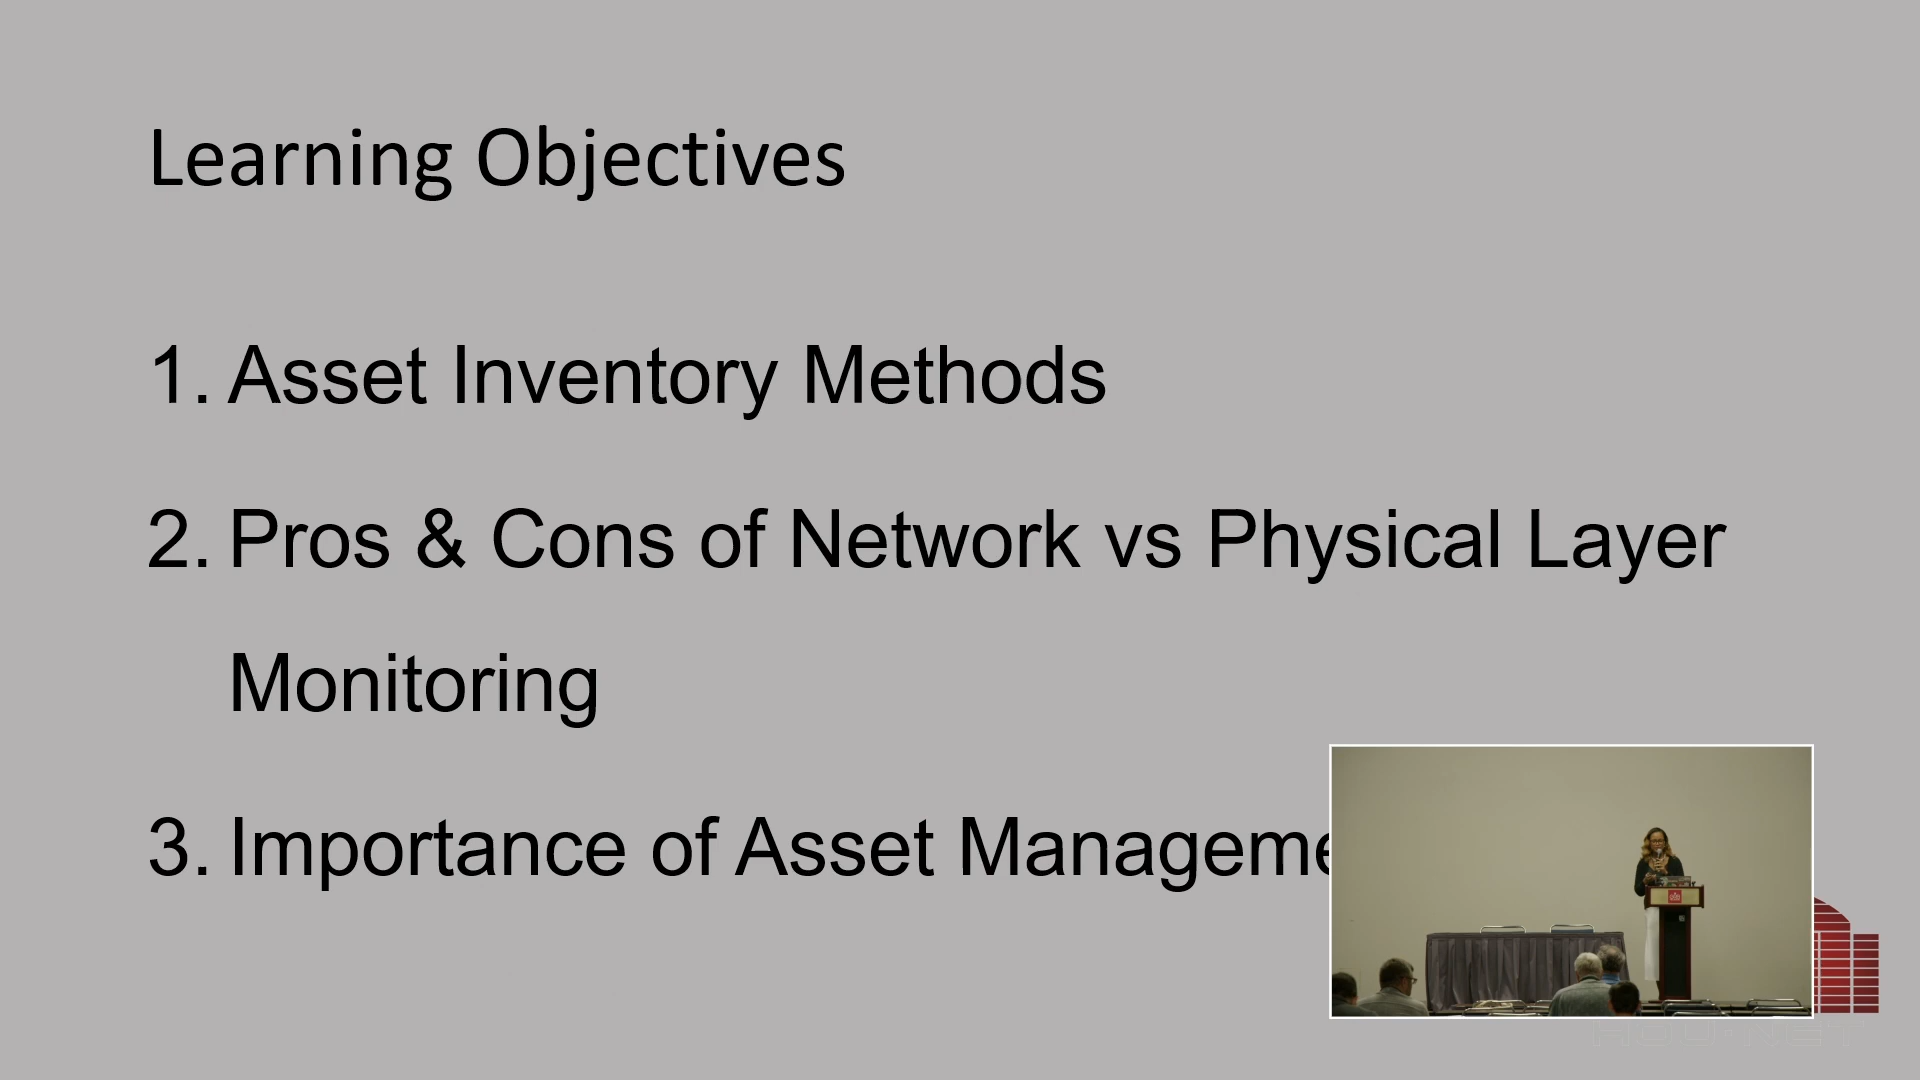 Learning Objectives
1. Asset Inventory Methods
2. Pros & Cons of Network vs Physical Layer
Monitoring
3. Importance of Asset Manageme